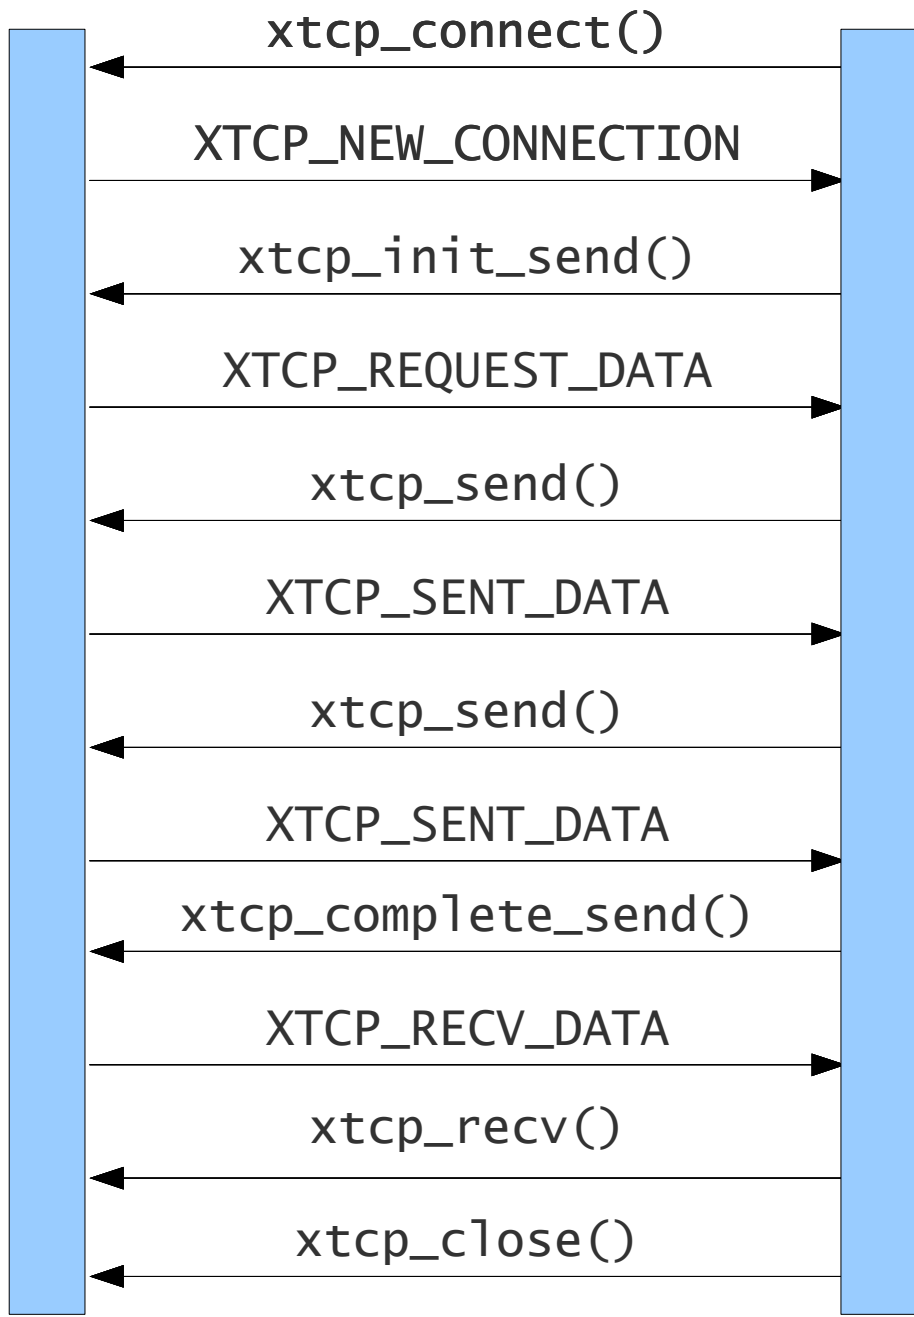 xtcp_connect()
XTCP_NEW_CONNECTION
xtcp_init_send()
XTCP_REQUEST_DATA
xtcp_send()
XTCP_SENT_DATA
xtcp_send()
XTCP_SENT_DATA
xtcp_complete_send()
XTCP_RECV_DATA
xtcp_recv()
xtcp_close()